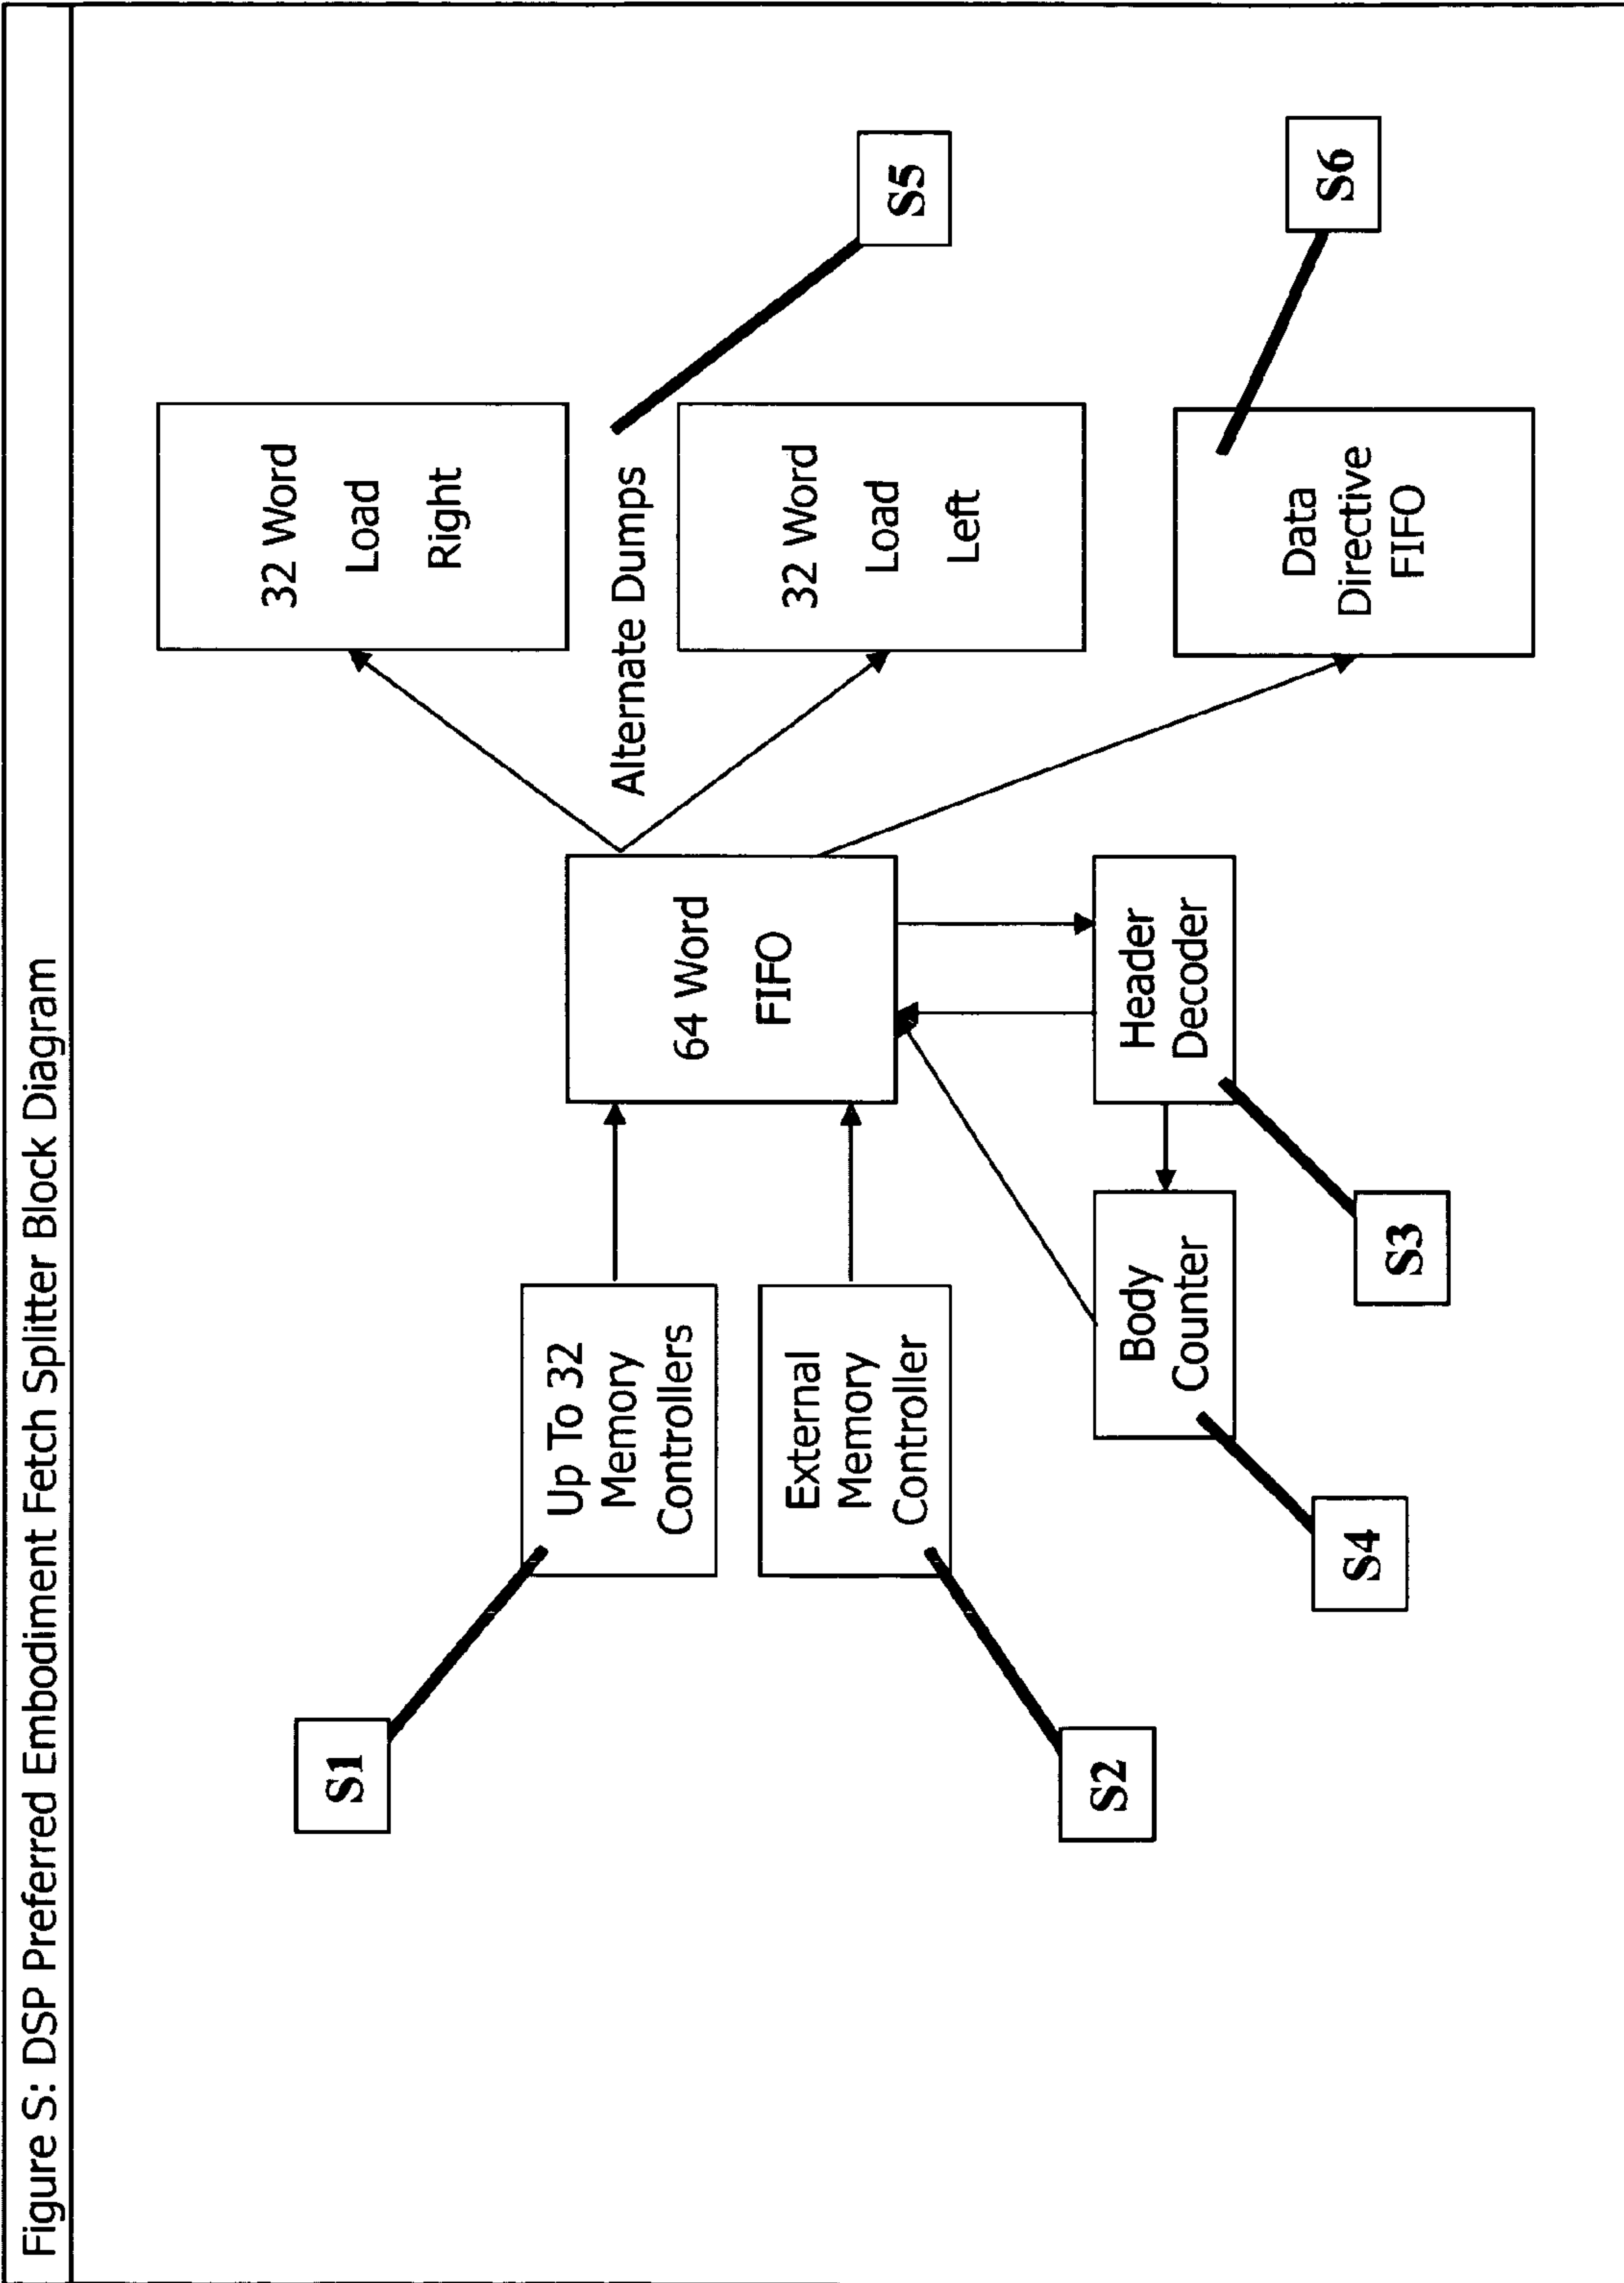 Figure S: DSP Preferred Embodiment Fetch Splitter Block Diagram
S1
Up To 32
Memory
Controllers
S2
External
Memory
Controller
64 Word
FIFO
32 Word
Load
Right
Alternate Dumps
S5
32 Word
Load
Left
Body
Counter
S4
Header
Decoder
S3
Data
Directive
FIFO
S6